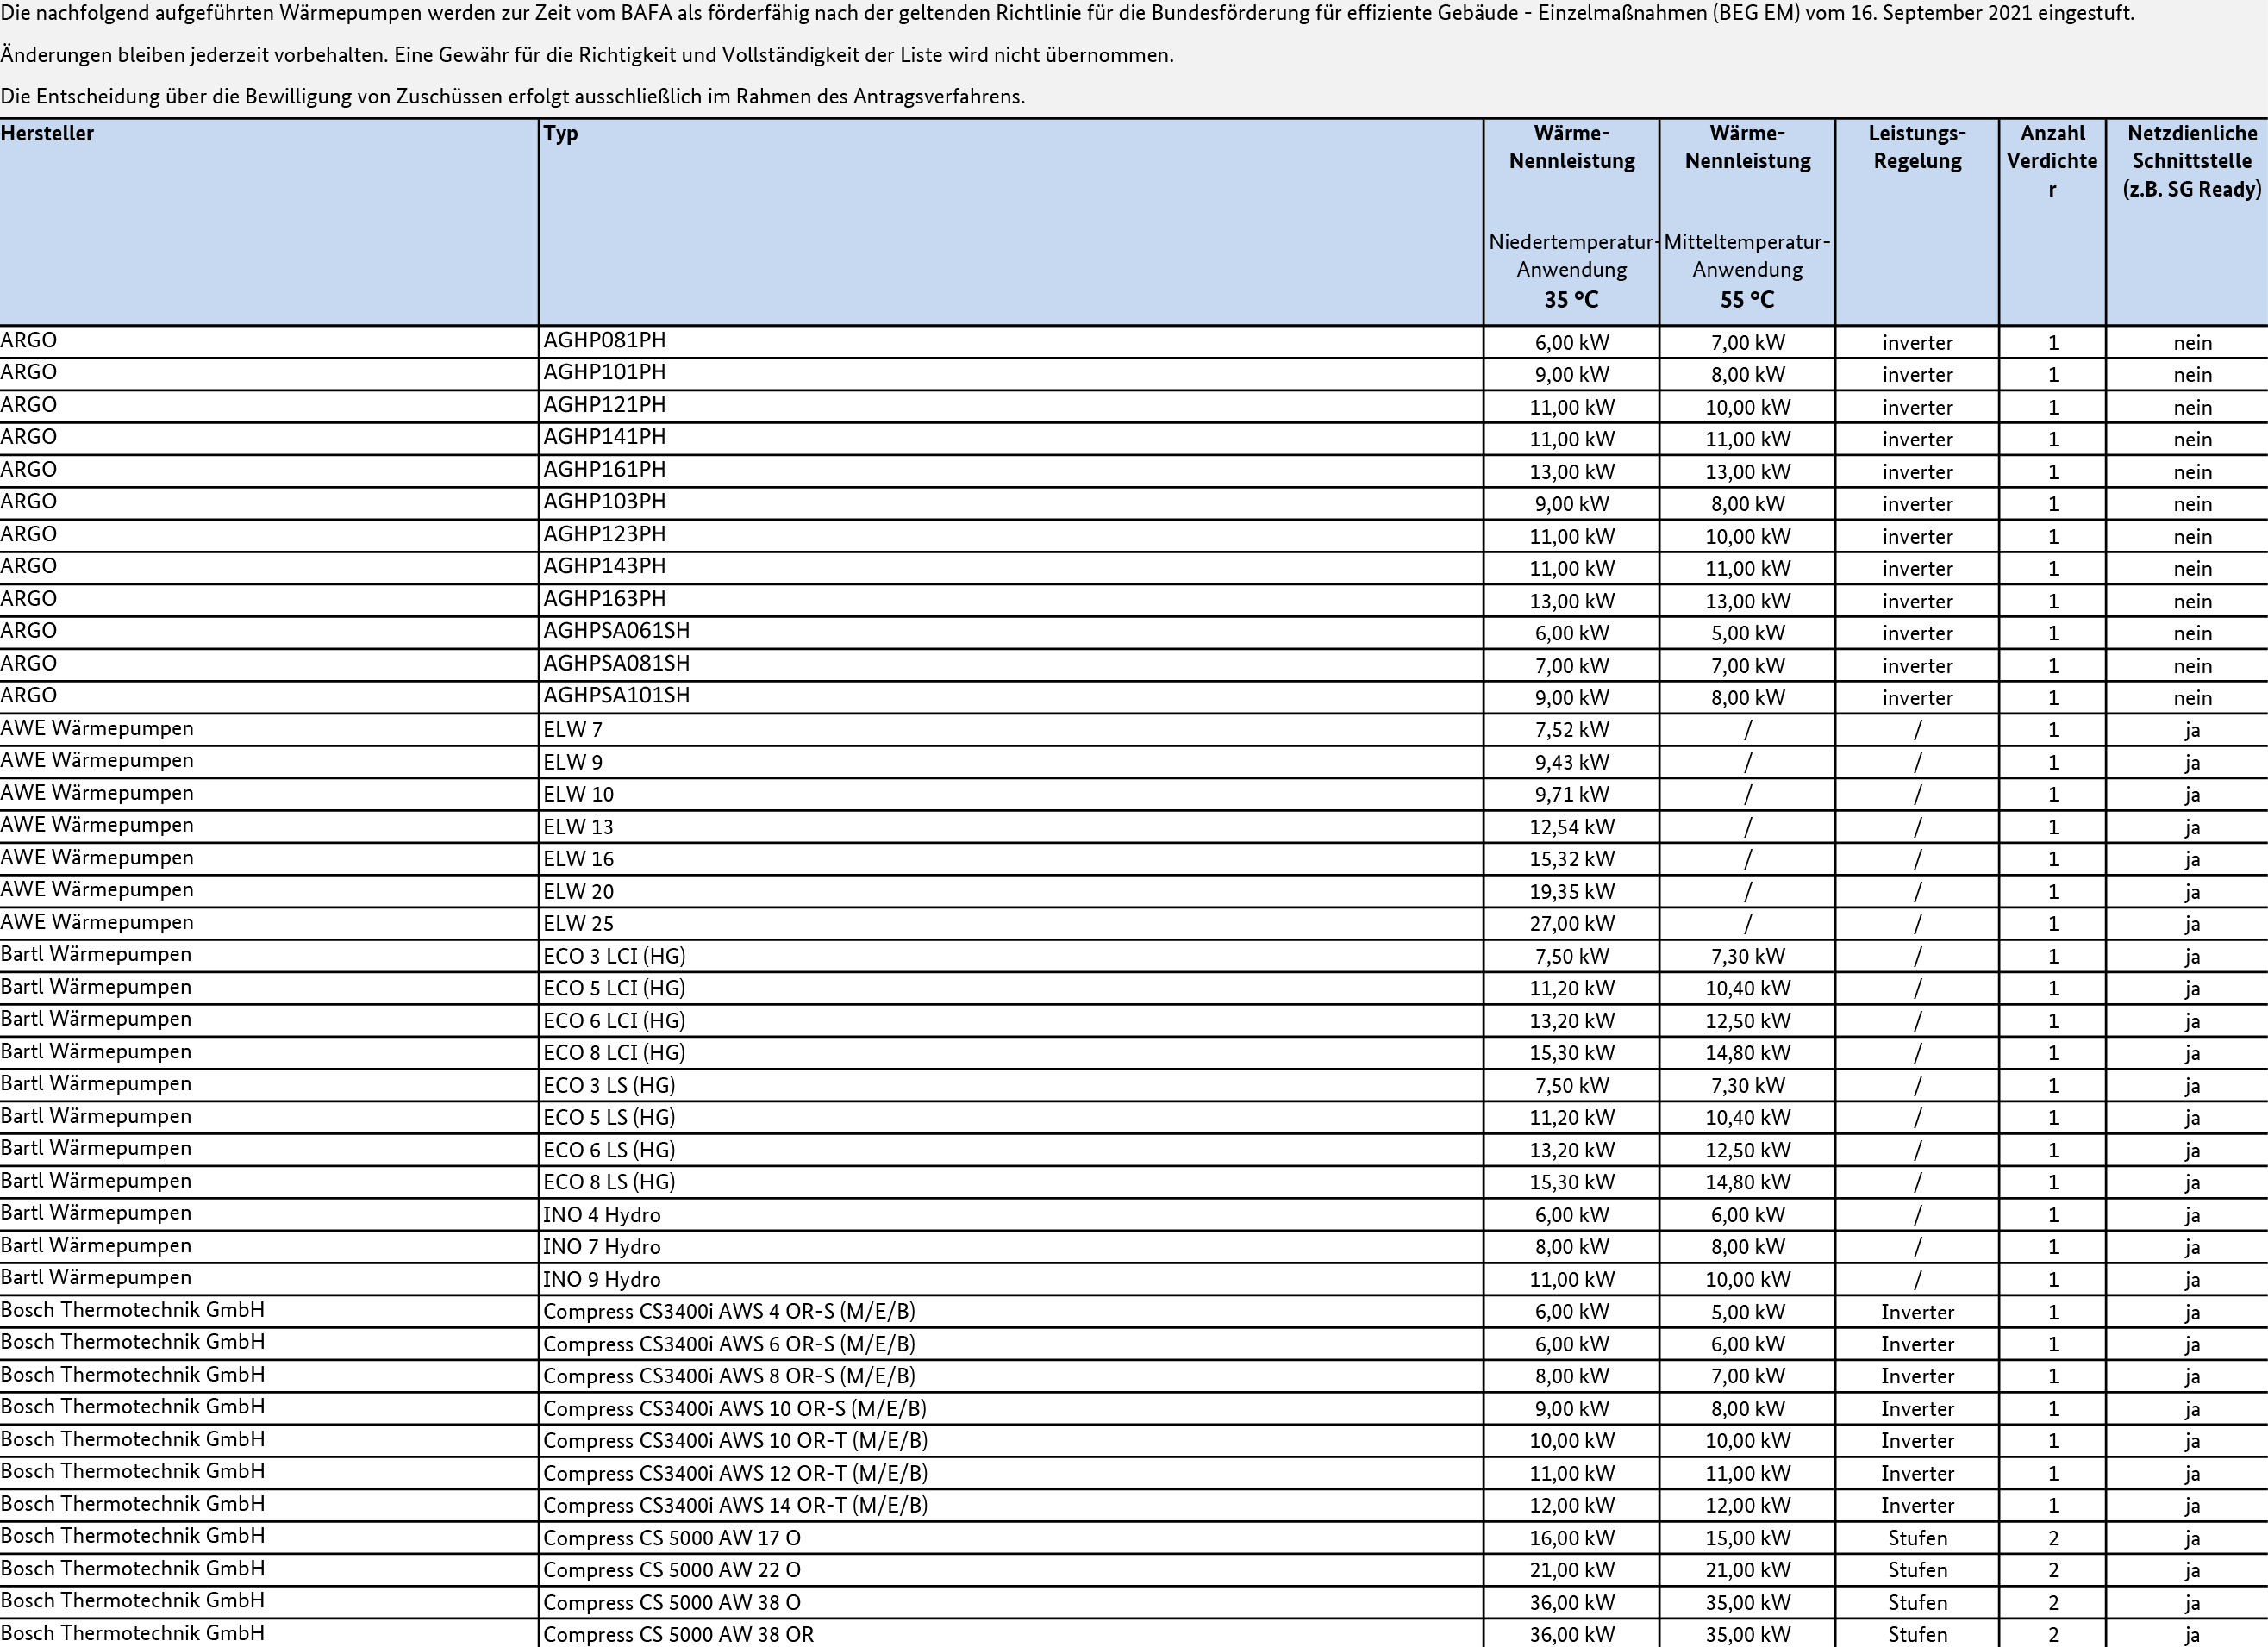 Die nachfolgend aufgeführten Wärmepumpen werden zur Zeit vom BAFA als förderfähig nach der geltenden Richtlinie für die Bundesförderung für effiziente Gebäude - Einzelmaßnahmen (BEG EM) vom 16. September 2021 eingestuft.
Änderungen bleiben jederzeit vorbehalten. Eine Gewähr für die Richtigkeit und Vollständigkeit der Liste wird nicht übernommen.
Die Entscheidung über die Bewilligung von Zuschüssen erfolgt ausschließlich im Rahmen des Antragsverfahrens.
Hersteller Typ Wärme- Wärme- Leistungs- Anzahl Netzdienliche
Nennleistung Nennleistung Regelung Verdichte Schnittstelle
r (z.B. SG Ready)
Niedertemperatur- Mitteltemperatur-
Anwendung Anwendung
35 °C 55 °C
ARGO AGHP081PH 6,00 kW 7,00 kW inverter 1 nein
ARGO AGHP101PH 9,00 kW 8,00 kW inverter 1 nein
ARGO AGHP121PH 11,00 kW 10,00 kW inverter 1 nein
ARGO AGHP141PH 11,00 kW 11,00 kW inverter 1 nein
ARGO AGHP161PH 13,00 kW 13,00 kW inverter 1 nein
ARGO AGHP103PH 9,00 kW 8,00 kW inverter 1 nein
ARGO AGHP123PH 11,00 kW 10,00 kW inverter 1 nein
ARGO AGHP143PH 11,00 kW 11,00 kW inverter 1 nein
ARGO AGHP163PH 13,00 kW 13,00 kW inverter 1 nein
ARGO AGHPSA061SH 6,00 kW 5,00 kW inverter 1 nein
ARGO AGHPSA081SH 7,00 kW 7,00 kW inverter 1 nein
ARGO AGHPSA101SH 9,00 kW 8,00 kW inverter 1 nein
AWE Wärmepumpen ELW 7 7,52 kW / / 1 ja
AWE Wärmepumpen ELW 9 9,43 kW / / 1 ja
AWE Wärmepumpen ELW 10 9,71 kW / / 1 ja
AWE Wärmepumpen ELW 13 12,54 kW / / 1 ja
AWE Wärmepumpen ELW 16 15,32 kW / / 1 ja
AWE Wärmepumpen ELW 20 19,35 kW / / 1 ja
AWE Wärmepumpen ELW 25 27,00 kW / / 1 ja
Bartl Wärmepumpen ECO 3 LCI (HG) 7,50 kW 7,30 kW / 1 ja
Bartl Wärmepumpen ECO 5 LCI (HG) 11,20 kW 10,40 kW / 1 ja
Bartl Wärmepumpen ECO 6 LCI (HG) 13,20 kW 12,50 kW / 1 ja
Bartl Wärmepumpen ECO 8 LCI (HG) 15,30 kW 14,80 kW / 1 ja
Bartl Wärmepumpen ECO 3 LS (HG) 7,50 kW 7,30 kW / 1 ja
Bartl Wärmepumpen ECO 5 LS (HG) 11,20 kW 10,40 kW / 1 ja
Bartl Wärmepumpen ECO 6 LS (HG) 13,20 kW 12,50 kW / 1 ja
Bartl Wärmepumpen ECO 8 LS (HG) 15,30 kW 14,80 kW / 1 ja
Bartl Wärmepumpen INO 4 Hydro 6,00 kW 6,00 kW / 1 ja
Bartl Wärmepumpen INO 7 Hydro 8,00 kW 8,00 kW / 1 ja
Bartl Wärmepumpen INO 9 Hydro 11,00 kW 10,00 kW / 1 ja
Bosch Thermotechnik GmbH Compress CS3400i AWS 4 OR-S (M/E/B) 6,00 kW 5,00 kW Inverter 1 ja
Bosch Thermotechnik GmbH Compress CS3400i AWS 6 OR-S (M/E/B) 6,00 kW 6,00 kW Inverter 1 ja
Bosch Thermotechnik GmbH Compress CS3400i AWS 8 OR-S (M/E/B) 8,00 kW 7,00 kW Inverter 1 ja
Bosch Thermotechnik GmbH Compress CS3400i AWS 10 OR-S (M/E/B) 9,00 kW 8,00 kW Inverter 1 ja
Bosch Thermotechnik GmbH Compress CS3400i AWS 10 OR-T (M/E/B) 10,00 kW 10,00 kW Inverter 1 ja
Bosch Thermotechnik GmbH Compress CS3400i AWS 12 OR-T (M/E/B) 11,00 kW 11,00 kW Inverter 1 ja
Bosch Thermotechnik GmbH Compress CS3400i AWS 14 OR-T (M/E/B) 12,00 kW 12,00 kW Inverter 1 ja
Bosch Thermotechnik GmbH Compress CS 5000 AW 17 O 16,00 kW 15,00 kW Stufen 2 ja
Bosch Thermotechnik GmbH Compress CS 5000 AW 22 O 21,00 kW 21,00 kW Stufen 2 ja
Bosch Thermotechnik GmbH Compress CS 5000 AW 38 O 36,00 kW 35,00 kW Stufen 2 ja
Bosch Thermotechnik GmbH Compress CS 5000 AW 38 OR 36,00 kW 35,00 kW Stufen 2 ja